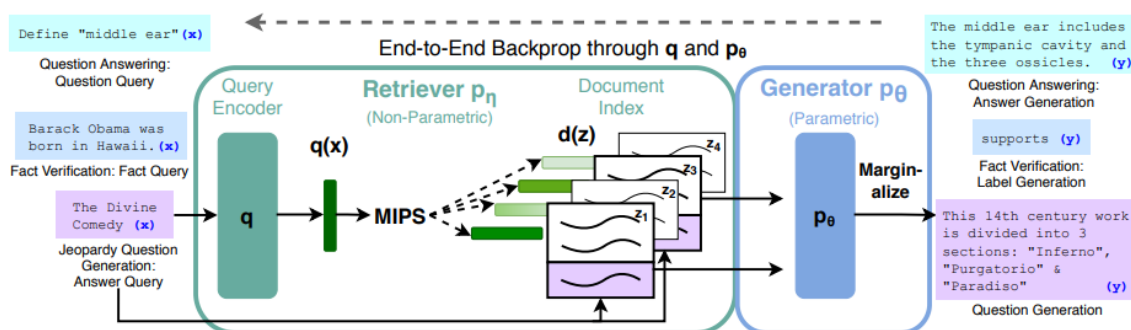 Define "middle ear" (x)
Question Answering:
Question Query
Barack Obama was
born in Hawaii. (x)
Fact Verification: Fact Query
The Divine
Comedy (x)
Jeopardy Question
Generation:
Answer Query
End-to-End Backprop through q and pθ
Query
Encoder
Retriever pη
(Non-Parametric)
Document
Index
q
q(x)
MIPS
d(z)
z4
z3
z2
z1
Generator pθ
(Parametric)
pθ
Margin-
alize
The middle ear includes
the tympanic cavity and
the three ossicles. (y)
Question Answering:
Answer Generation
supports (y)
Fact Verification:
Label Generation
This 14th century work
is divided into 3
sections: "Inferno",
"Purgatorio" &
"Paradiso" (y)
Question Generation